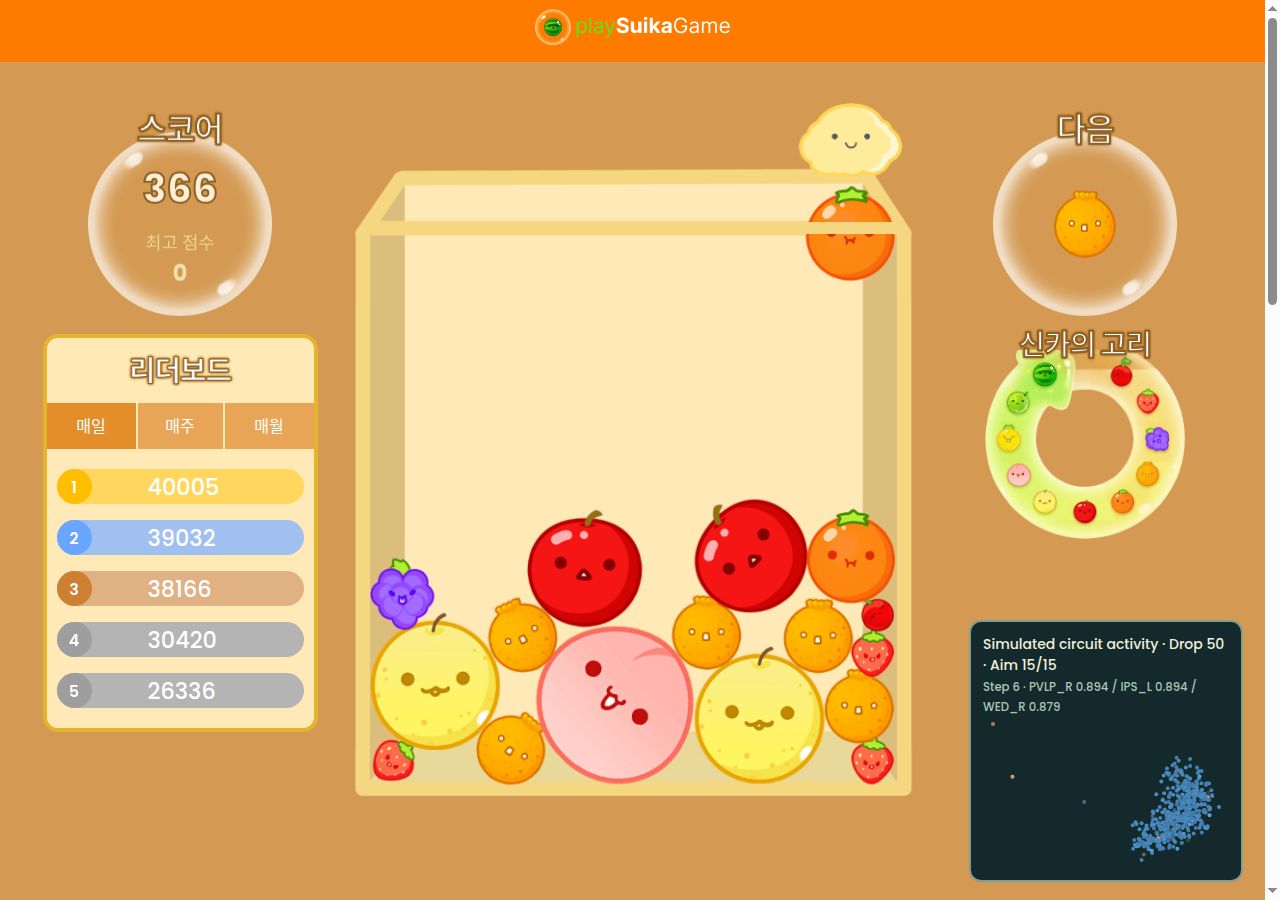 playSuikaGame
스코어
366
최고 점수
0
리더보드
매일 매주 매월
1 40005
2 39032
3 38166
4 30420
5 26336
다음
신카의 고리
Simulated circuit activity · Drop 50
· Aim 15/15
Step 6 · PVLP_R 0.894 / IPS_L 0.894 /
WED_R 0.879